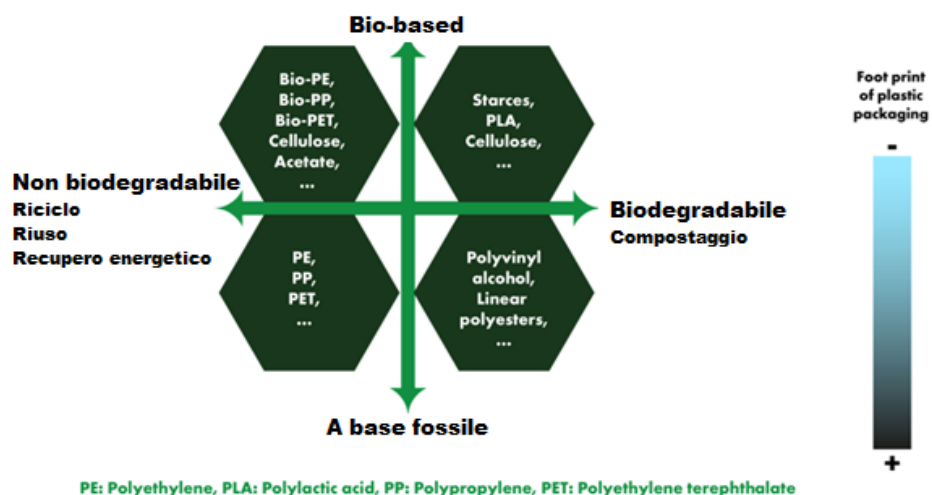 Bio-based
Bio-PE,
Bio-PP,
Bio-PET,
Cellulose,
Acetate,
...
Starces,
PLA,
Cellulose,
...
Foot print
of plastic
packaging
-
Non biodegradabile
Riciclo
Riuso
Recupero energetico
Biodegradabile
Compostaggio
PE,
PP,
PET,
...
Polyvinyl
alcohol,
Linear
polyesters,
...
A base fossile
+
PE: Polyethylene, PLA: Polylactic acid, PP: Polypropylene, PET: Polyethylene terephthalate